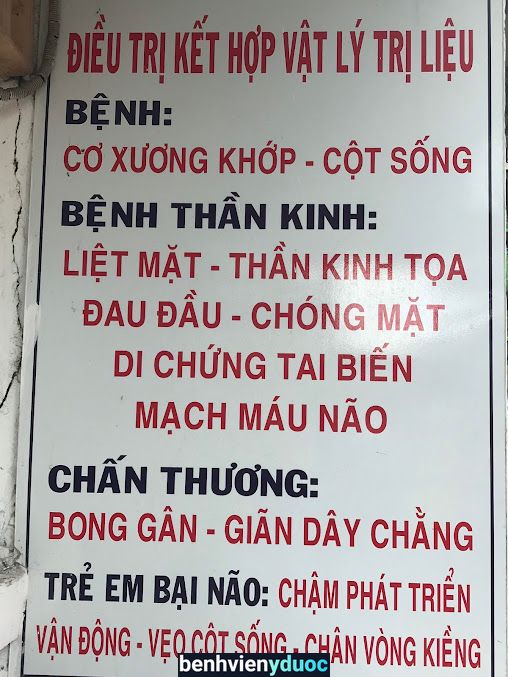 ĐIỀU TRỊ KẾT HỢP VẬT LÝ TRỊ LIỆU
BỆNH:
CƠ XƯƠNG KHỚP - CỘT SỐNG
BỆNH THẦN KINH:
LIỆT MẶT - THẦN KINH TỌA
ĐAU ĐẦU - CHÓNG MẶT
DI CHỨNG TAI BIẾN
MẠCH MÁU NÃO
CHẤN THƯƠNG:
BONG GÂN - GIÃN DÂY CHẰNG
TRẺ EM BẠI NÃO: CHẬM PHÁT TRIỂN
VẬN ĐỘNG - VẸO CỘT SỐNG - CHÂN VÒNG KIỀNG
benhvienyduoc